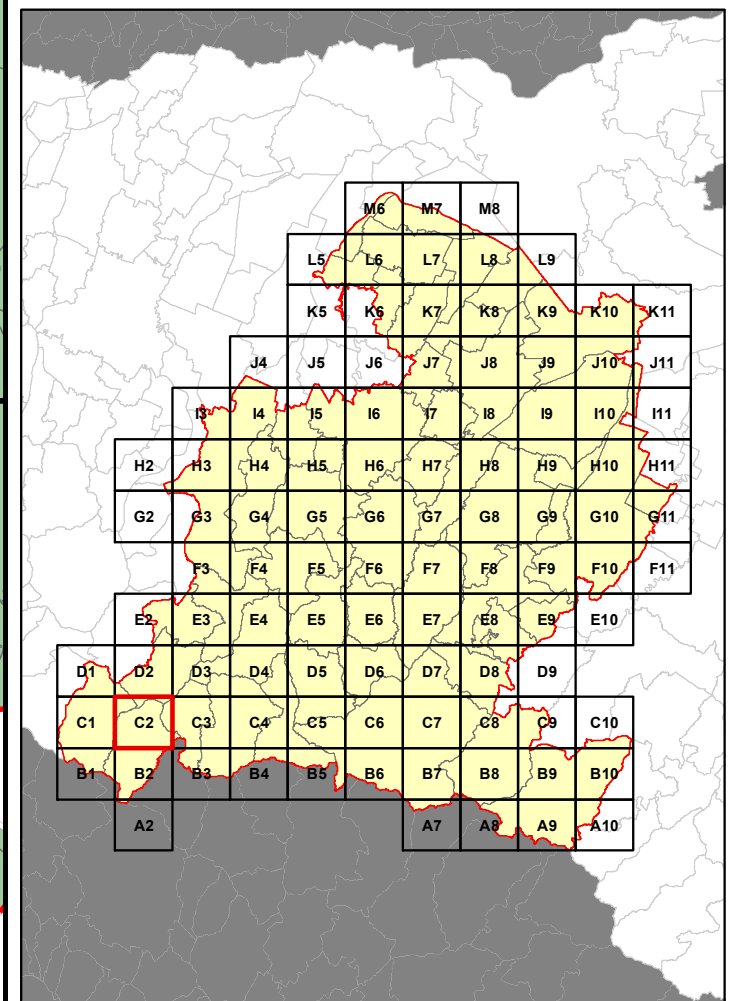 M6 M7 M8
L5 L6 L7 L8 L9
K5 K6 K7 K8 K9 K10 K11
J4 J5 J6 J7 J8 J9 J10 J11
I3 I4 I5 I6 I7 I8 I9 I10 I11
H2 H3 H4 H5 H6 H7 H8 H9 H10 H11
G2 G3 G4 G5 G6 G7 G8 G9 G10 G11
F3 F4 F5 F6 F7 F8 F9 F10 F11
E2 E3 E4 E5 E6 E7 E8 E9 E10
D1 D2 D3 D4 D5 D6 D7 D8 D9
C1 C2 C3 C4 C5 C6 C7 C8 C9 C10
B1 B2 B3 B4 B5 B6 B7 B8 B9 B10
A2 A7 A8 A9 A10